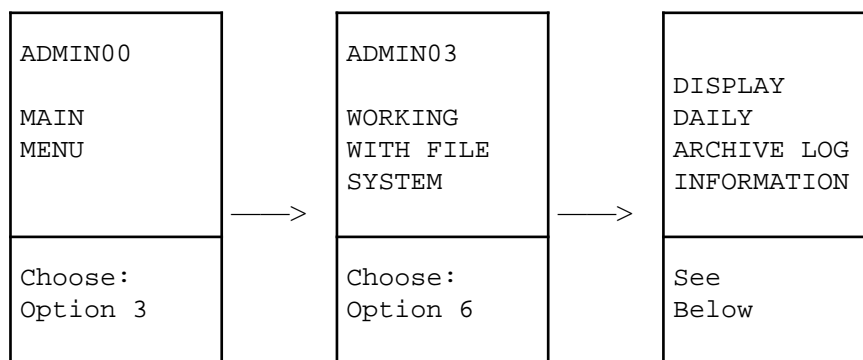 ADMIN00
MAIN
MENU
Choose:
Option 3
ADMIN03
WORKING
WITH FILE
SYSTEM
Choose:
Option 6
DISPLAY
DAILY
ARCHIVE LOG
INFORMATION
See
Below